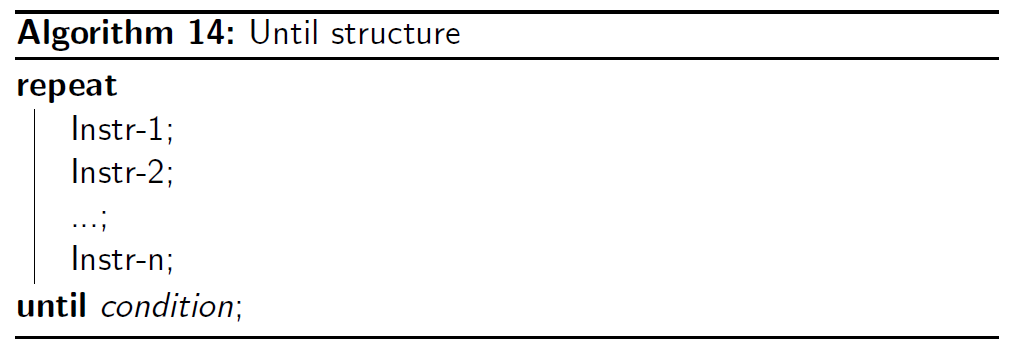 Algorithm 14: Until structure
repeat
Instr-1;
Instr-2;
...;
Instr-n;
until condition;